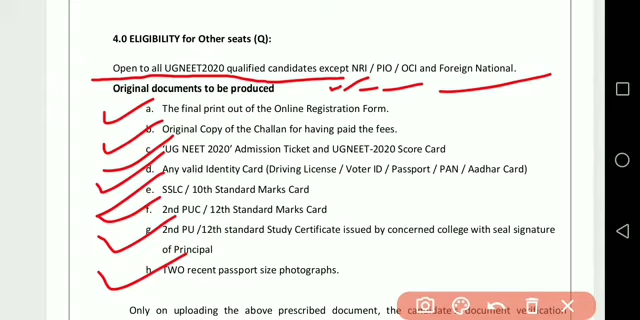 4.0 ELIGIBILITY for Other seats (Q):
Open to all UGNEET2020 qualified candidates except NRI / PIO / OCI and Foreign National.
Original documents to be produced
a. The final print out of the Online Registration Form.
b. Original Copy of the Challan for having paid the fees.
c. 'UG NEET 2020' Admission Ticket and UGNEET-2020 Score Card
d. Any valid Identity Card (Driving License / Voter ID / Passport / PAN / Aadhar Card)
e. SSLC / 10th Standard Marks Card
f. 2nd PUC / 12th Standard Marks Card
g. 2nd PU /12th standard Study Certificate issued by concerned college with seal signature
of Principal
h. TWO recent passport size photographs.
Only on uploading the above prescribed document, the candidate document verification